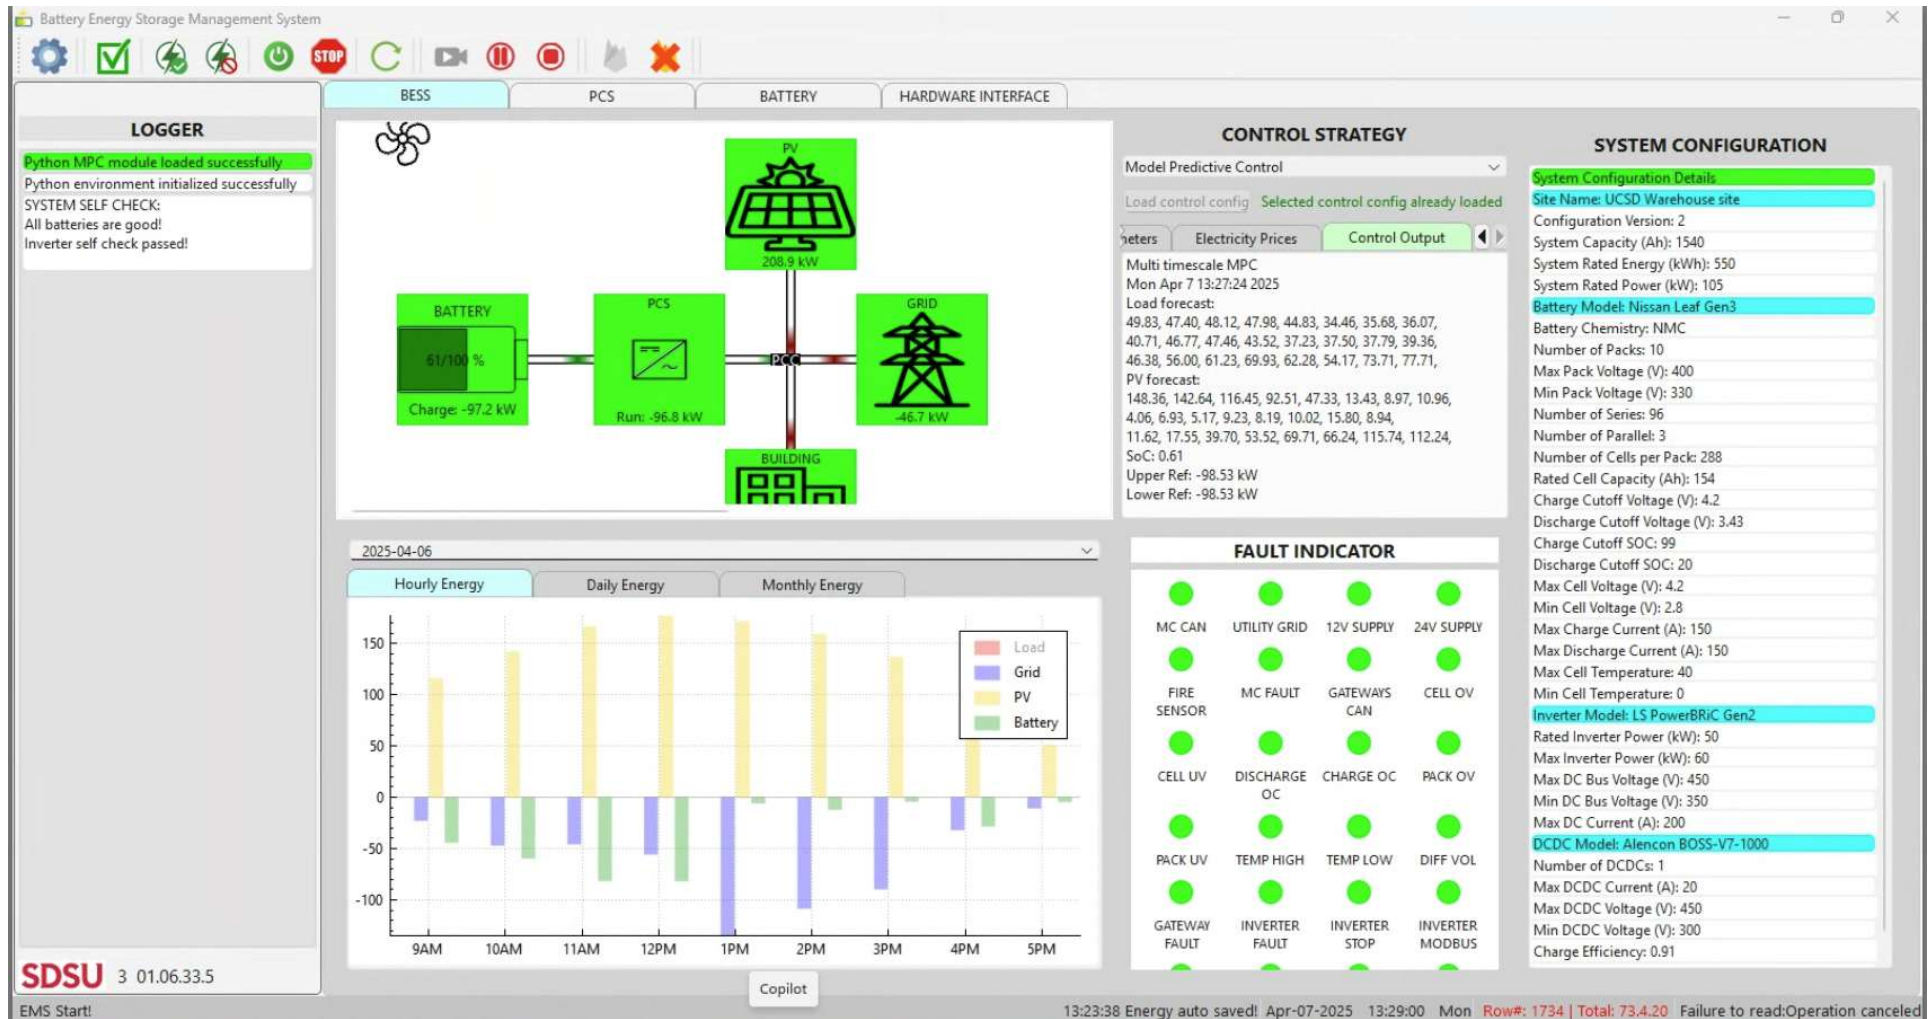 Battery Energy Storage Management System
STOP
BESS
PCS
BATTERY
HARDWARE INTERFACE
LOGGER
Python MPC module loaded successfully
Python environment initialized successfully
SYSTEM SELF CHECK:
All batteries are good!
Inverter self check passed!
SDSU 3 01.06.33.5
PV
208.9 kW
BATTERY
61/100 %
Charge: -97.2 kW
PCS
Run: -96.8 kW
PCC
GRID
-46.7 kW
BUILDING
2025-04-06
Hourly Energy
Daily Energy
Monthly Energy
150
100
50
0
-50
-100
9AM 10AM 11AM 12PM 1PM 2PM 3PM 4PM 5PM
Load
Grid
PV
Battery
Copilot
CONTROL STRATEGY
Model Predictive Control
Load control config Selected control config already loaded
neters
Electricity Prices
Control Output
Multi timescale MPC
Mon Apr 7 13:27:24 2025
Load forecast:
49.83, 47.40, 48.12, 47.98, 44.83, 34.46, 35.68, 36.07,
40.71, 46.77, 47.46, 43.52, 37.23, 37.50, 37.79, 39.36,
46.38, 56.00, 61.23, 69.93, 62.28, 54.17, 73.71, 77.71,
PV forecast:
148.36, 142.64, 116.45, 92.51, 47.33, 13.43, 8.97, 10.96,
4.06, 6.93, 5.17, 9.23, 8.19, 10.02, 15.80, 8.94,
11.62, 17.55, 39.70, 53.52, 69.71, 66.24, 115.74, 112.24,
SoC: 0.61
Upper Ref: -98.53 kW
Lower Ref: -98.53 kW
FAULT INDICATOR
MC CAN
UTILITY GRID
12V SUPPLY
24V SUPPLY
FIRE
SENSOR
MC FAULT
GATEWAYS
CAN
CELL OV
CELL UV
DISCHARGE
OC
CHARGE OC
PACK OV
PACK UV
TEMP HIGH
TEMP LOW
DIFF VOL
GATEWAY
FAULT
INVERTER
FAULT
INVERTER
STOP
INVERTER
MODBUS
SYSTEM CONFIGURATION
System Configuration Details
Site Name: UCSD Warehouse site
Configuration Version: 2
System Capacity (Ah): 1540
System Rated Energy (kWh): 550
System Rated Power (kW): 105
Battery Model: Nissan Leaf Gen3
Battery Chemistry: NMC
Number of Packs: 10
Max Pack Voltage (V): 400
Min Pack Voltage (V): 330
Number of Series: 96
Number of Parallel: 3
Number of Cells per Pack: 288
Rated Cell Capacity (Ah): 154
Charge Cutoff Voltage (V): 4.2
Discharge Cutoff Voltage (V): 3.43
Charge Cutoff SOC: 99
Discharge Cutoff SOC: 20
Max Cell Voltage (V): 4.2
Min Cell Voltage (V): 2.8
Max Charge Current (A): 150
Max Discharge Current (A): 150
Max Cell Temperature: 40
Min Cell Temperature: 0
Inverter Model: LS PowerBRiC Gen2
Rated Inverter Power (kW): 50
Max Inverter Power (kW): 60
Max DC Bus Voltage (V): 450
Min DC Bus Voltage (V): 350
Max DC Current (A): 200
DCDC Model: Alencon BOSS-V7-1000
Number of DCDCs: 1
Max DCDC Current (A): 20
Max DCDC Voltage (V): 450
Min DCDC Voltage (V): 300
Charge Efficiency: 0.91
EMS Start!
13:23:38 Energy auto saved! Apr-07-2025 13:29:00 Mon Row#: 1734 | Total: 73.4.20 Failure to read:Operation canceled